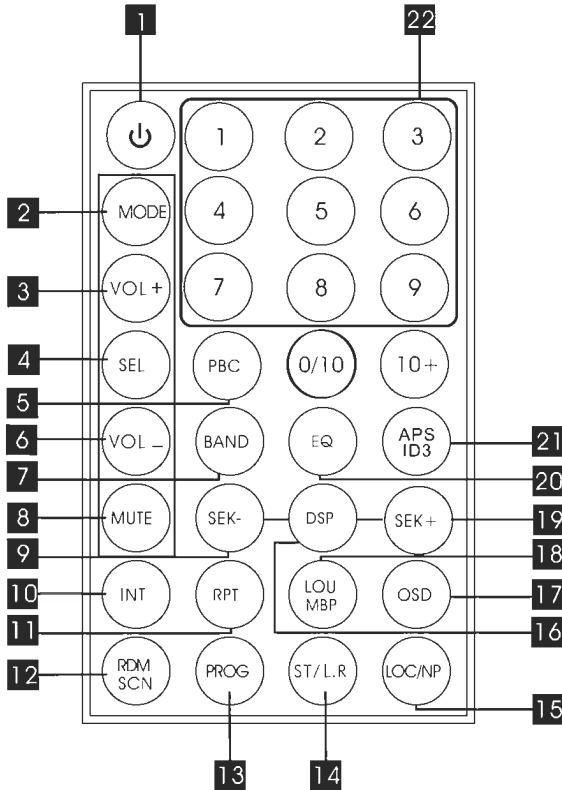 1 22
1 2 3
2 MODE 4 5 6
3 VOL + 7 8 9
4 SEL PBC 0/10 10+
5
6 VOL - BAND EQ APS ID3 21
7 20
8 MUTE SEK- DSP SEK+ 19
9 18
10 INT RPT LOU MBP OSD 17
11 16
12 RDM SCN PROG ST/L.R LOC/NP
15
13 14